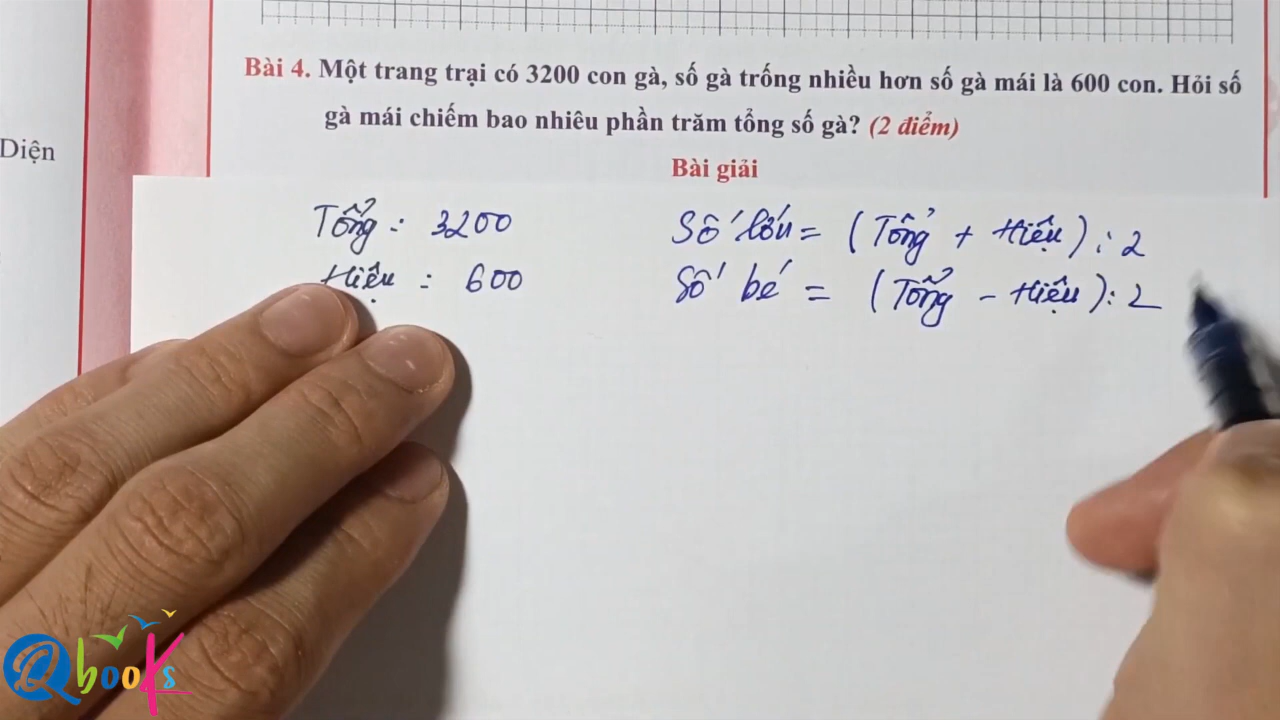 Bài 4. Một trang trại có 3200 con gà, số gà trống nhiều hơn số gà mái là 600 con. Hỏi số
gà mái chiếm bao nhiêu phần trăm tổng số gà? (2 điểm)
Diện
Bài giải
Tổng : 3200
Hiệu : 600
Số lớn = (Tổng + Hiệu) : 2
Số bé = (Tổng - Hiệu) : 2
Qbooks